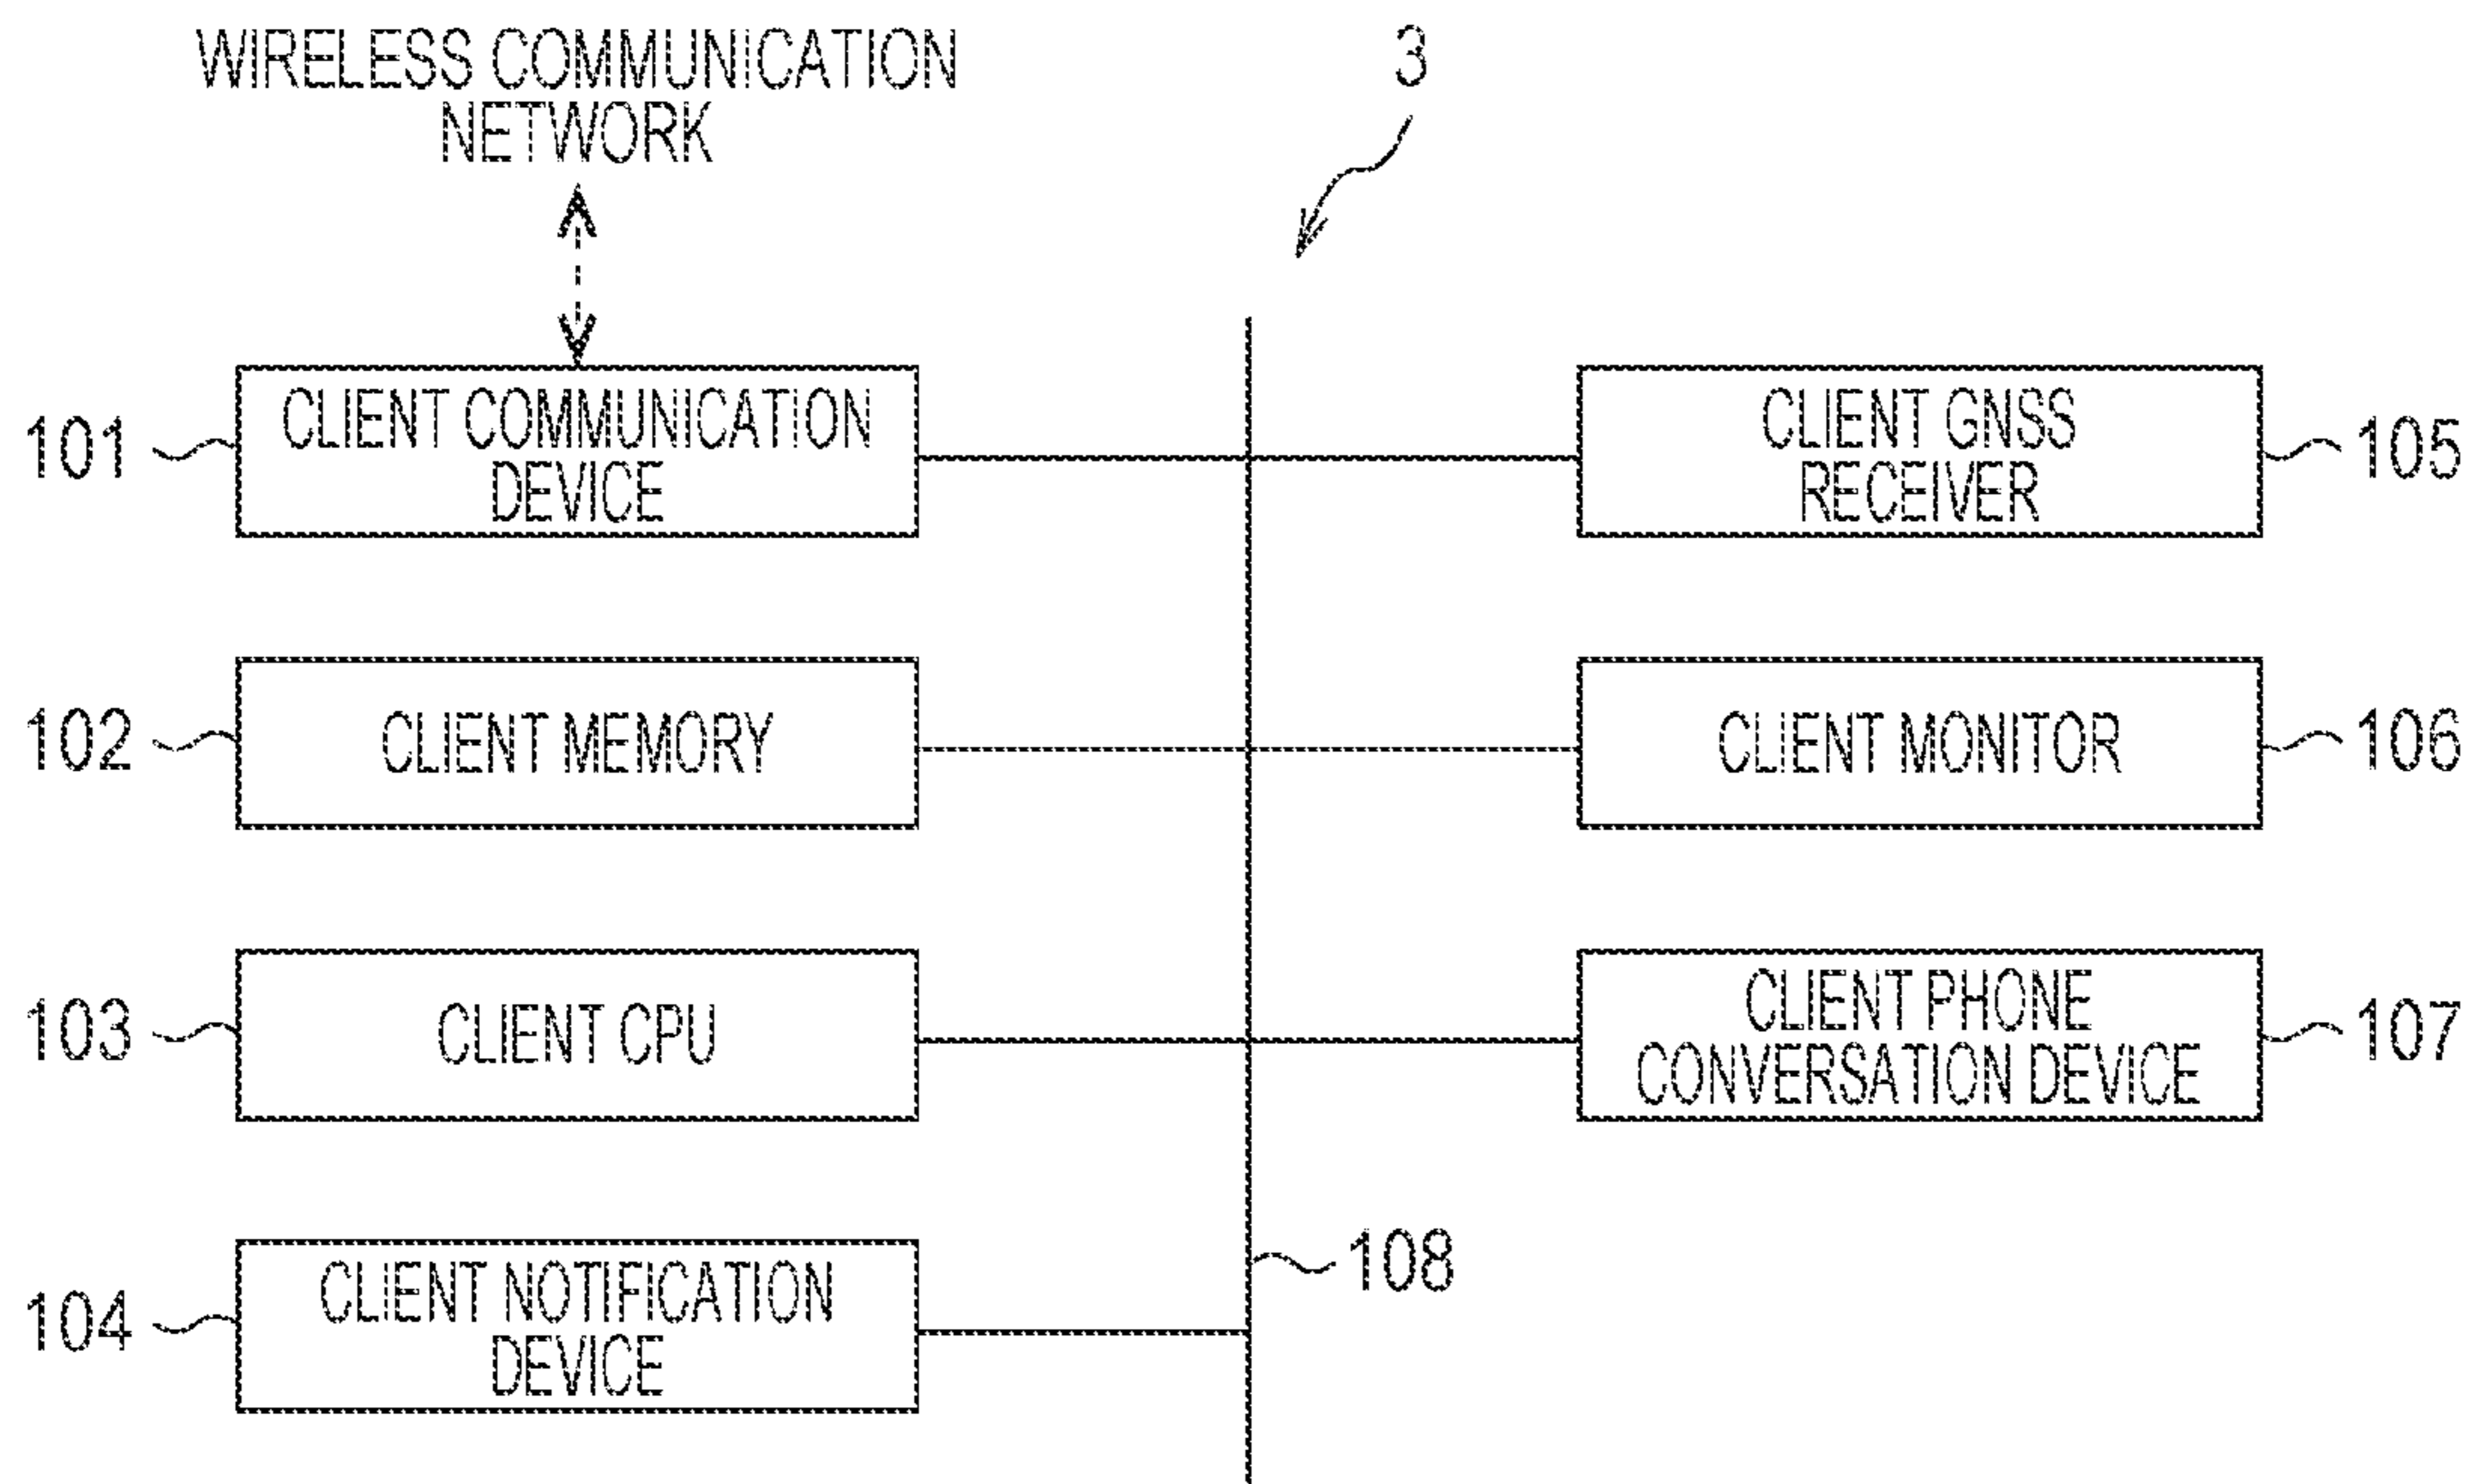 WIRELESS COMMUNICATION
NETWORK
3
101
CLIENT COMMUNICATION
DEVICE
CLIENT GNSS
RECEIVER
105
102
CLIENT MEMORY
CLIENT MONITOR
106
103
CLIENT CPU
CLIENT PHONE
CONVERSATION DEVICE
107
104
CLIENT NOTIFICATION
DEVICE
108